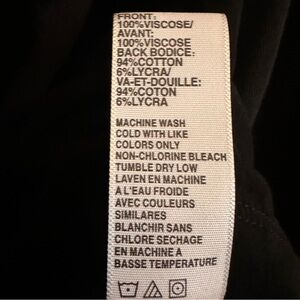 FRONT:
100%VISCOSE/
AVANT:
100%VISCOSE
BACK BODICE:
94%COTTON
6%LYCRA/
VA-ET-DOUILLE:
94%COTON
6%LYCRA
MACHINE WASH
COLD WITH LIKE
COLORS ONLY
NON-CHLORINE BLEACH
TUMBLE DRY LOW
LAVEN EN MACHINE
A L'EAU FROIDE
AVEC COULEURS
SIMILARES
BLANCHIR SANS
CHLORE SECHAGE
EN MACHINE A
BASSE TEMPERATURE